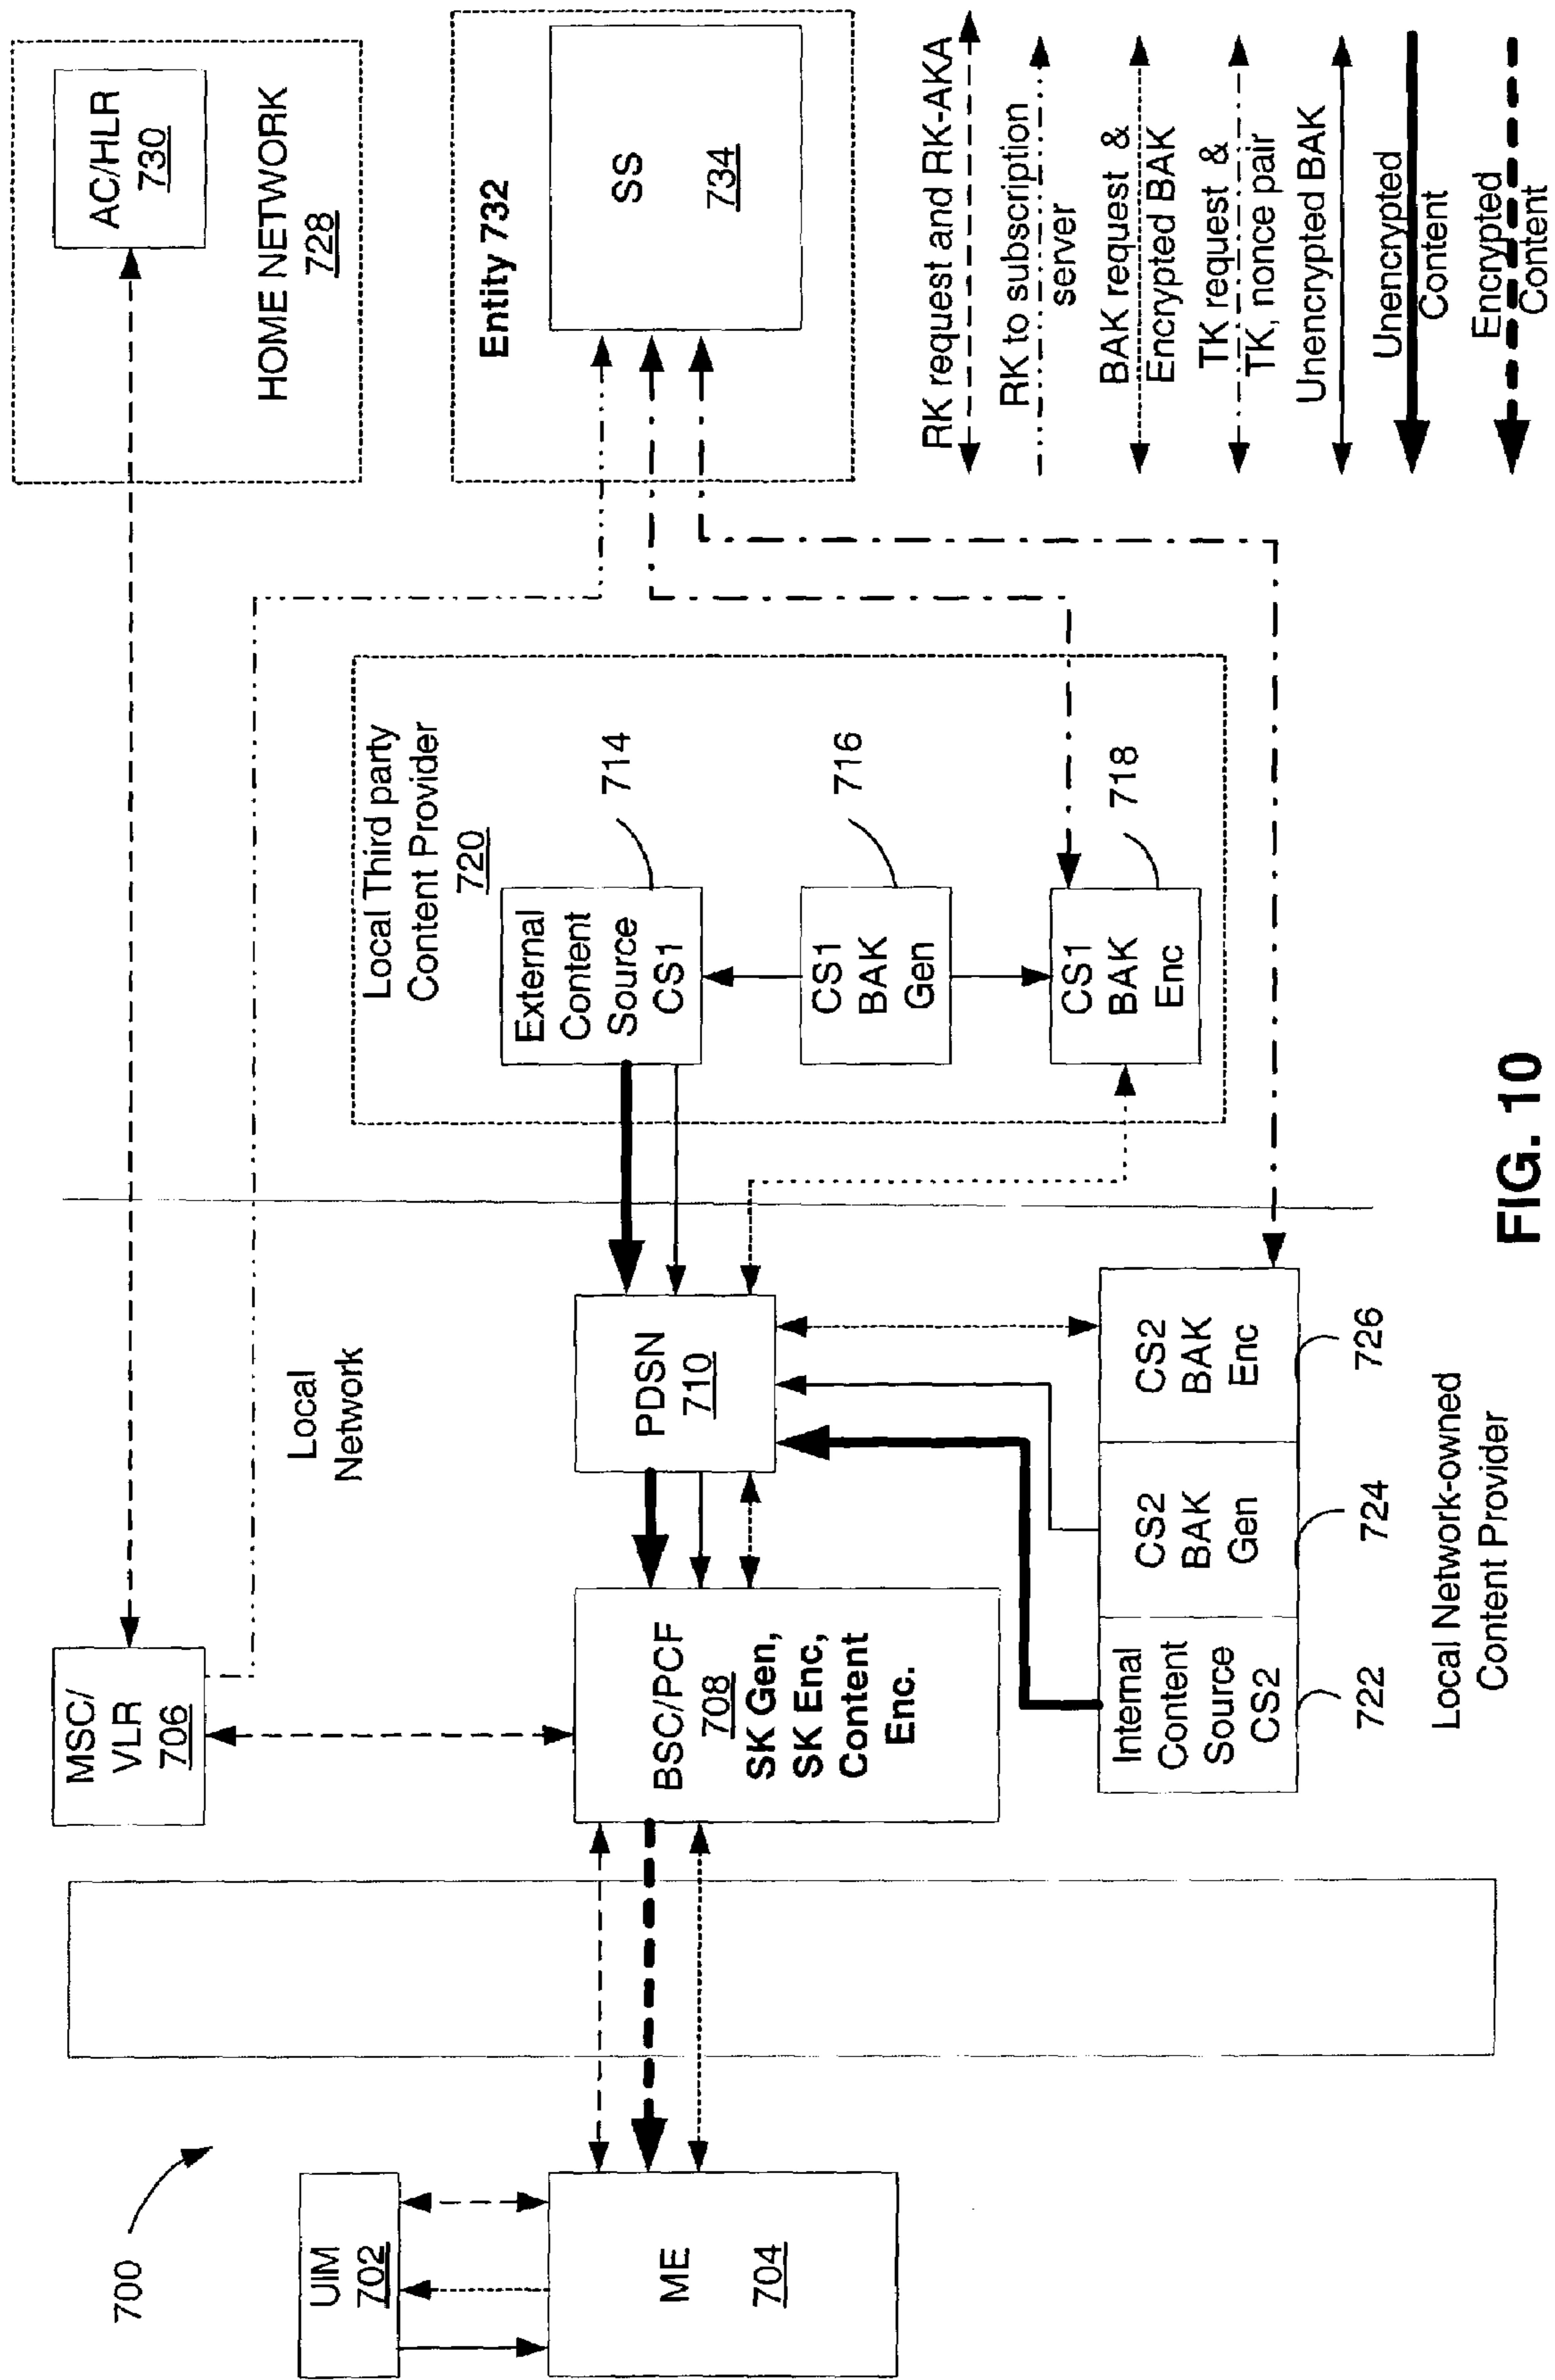 700
UIM
702
ME
704
MSC/
VLR
706
BSC/PCF
708
SK Gen,
SK Enc,
Content
Enc.
PDSN
710
Local
Network
Internal
Content
Source
CS2
722
CS2
BAK
Gen
724
CS2
BAK
Enc
726
Local Network-owned
Content Provider
Local Third party
Content Provider
720
External
Content
Source
CS1
714
CS1
BAK
Gen
716
CS1
BAK
Enc
718
AC/HLR
730
HOME NETWORK
728
Entity 732
SS
734
RK request and RK-AKA
RK to subscription
server
BAK request &
Encrypted BAK
TK request &
TK, nonce pair
Unencrypted BAK
Unencrypted
Content
Encrypted
Content
FIG. 10